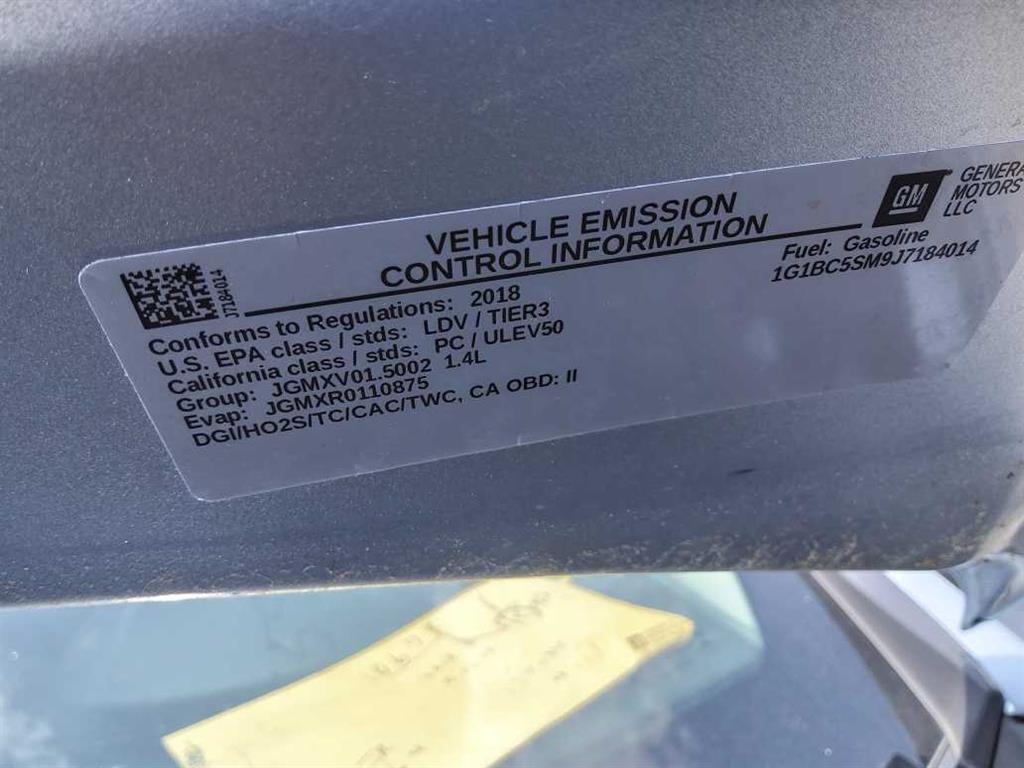 VEHICLE EMISSION
CONTROL INFORMATION
GM
GENERA
MOTORS
LLC
Fuel: Gasoline
1G1BC5SM9J7184014
J7184014
Conforms to Regulations: 2018
U.S. EPA class / stds: LDV / TIER3
California class / stds: PC / ULEV50
Group: JGMXV01.5002 1.4L
Evap: JGMXR0110875
DGI/HO2S/TC/CAC/TWC, CA OBD: II